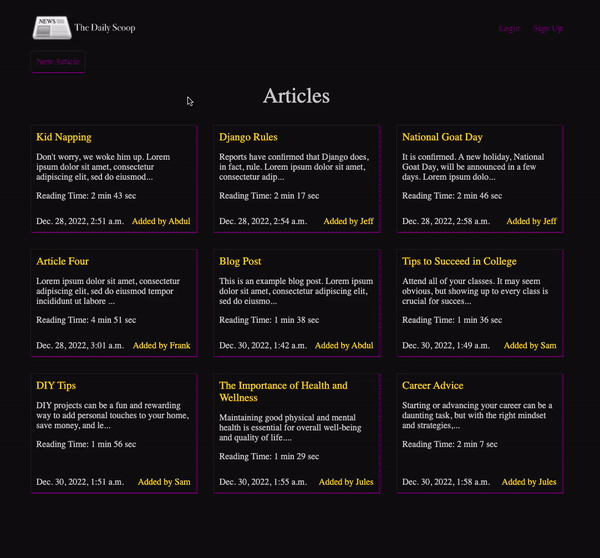 NEWS
The Daily Scoop
Login Sign Up
New Article
Articles
Kid Napping
Don't worry, we woke him up. Lorem
ipsum dolor sit amet, consectetur
adipiscing elit, sed do eiusmod...
Reading Time: 2 min 43 sec
Dec. 28, 2022, 2:51 a.m. Added by Abdul
Django Rules
Reports have confirmed that Django does,
in fact, rule. Lorem ipsum dolor sit amet,
consectetur adip...
Reading Time: 2 min 17 sec
Dec. 28, 2022, 2:54 a.m. Added by Jeff
National Goat Day
It is confirmed. A new holiday, National
Goat Day, will be announced in a few
days. Lorem ipsum dolo...
Reading Time: 2 min 46 sec
Dec. 28, 2022, 2:58 a.m. Added by Jeff
Article Four
Lorem ipsum dolor sit amet, consectetur
adipiscing elit, sed do eiusmod tempor
incididunt ut labore ...
Reading Time: 4 min 51 sec
Dec. 28, 2022, 3:01 a.m. Added by Frank
Blog Post
This is an example blog post. Lorem ipsum
dolor sit amet, consectetur adipiscing elit,
sed do eiusmo...
Reading Time: 1 min 38 sec
Dec. 30, 2022, 1:42 a.m. Added by Abdul
Tips to Succeed in College
Attend all of your classes. It may seem
obvious, but showing up to every class is
crucial for succes...
Reading Time: 1 min 36 sec
Dec. 30, 2022, 1:49 a.m. Added by Sam
DIY Tips
DIY projects can be a fun and rewarding
way to add personal touches to your home,
save money, and le...
Reading Time: 1 min 56 sec
Dec. 30, 2022, 1:51 a.m. Added by Sam
The Importance of Health and
Wellness
Maintaining good physical and mental
health is essential for overall well-being
and quality of life....
Reading Time: 1 min 29 sec
Dec. 30, 2022, 1:55 a.m. Added by Jules
Career Advice
Starting or advancing your career can be a
daunting task, but with the right mindset
and strategies,...
Reading Time: 2 min 7 sec
Dec. 30, 2022, 1:58 a.m. Added by Jules